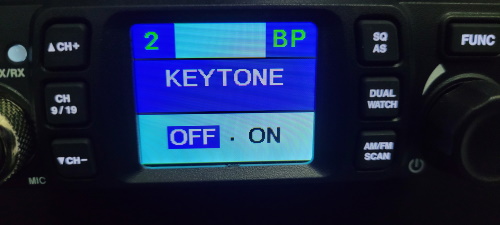 ▲CH+
2 BP
SQ
AS
FUNC
X/RX
KEYTONE
CH
9/19
DUAL
WATCH
OFF . ON
▼CH−
AM/FM
SCAN
MIC